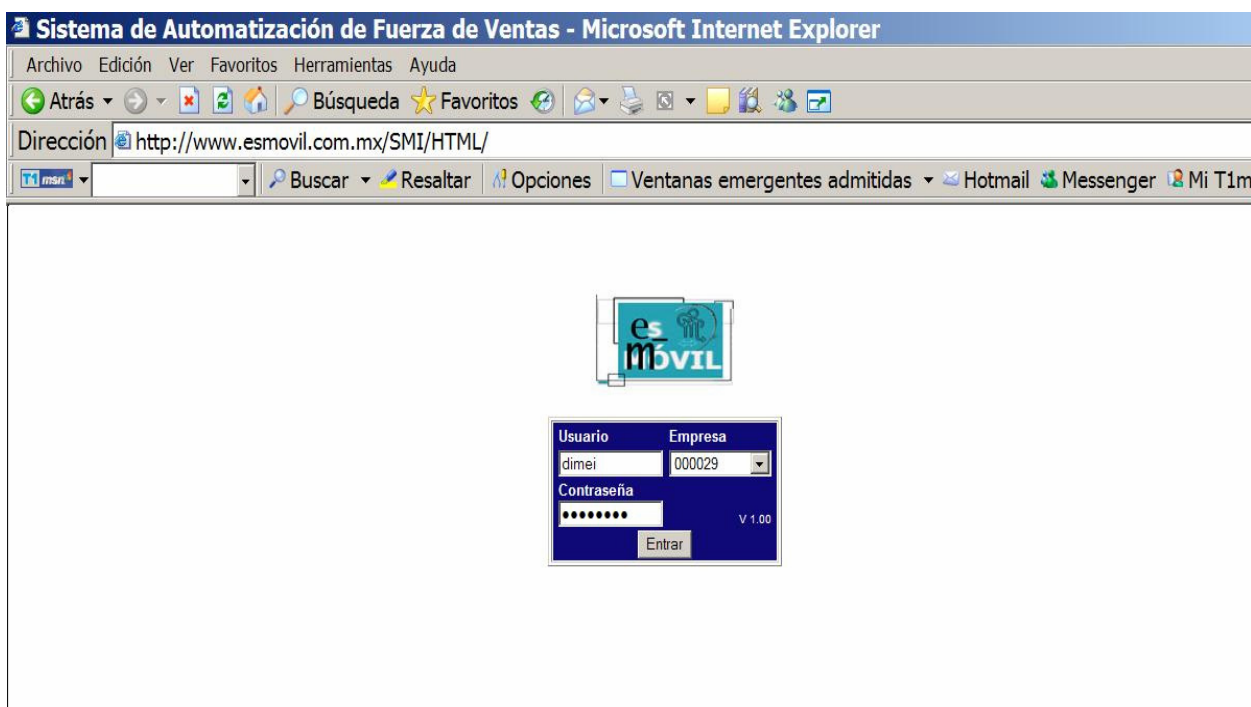 Sistema de Automatización de Fuerza de Ventas - Microsoft Internet Explorer
Archivo Edición Ver Favoritos Herramientas Ayuda
Atrás Búsqueda Favoritos
Dirección http://www.esmovil.com.mx/SMI/HTML/
T1 msn Buscar Resaltar Opciones Ventanas emergentes admitidas Hotmail Messenger Mi T1m
es_
MÓVIL
Usuario Empresa
dimei 000029
Contraseña
••••••••
V 1.00
Entrar